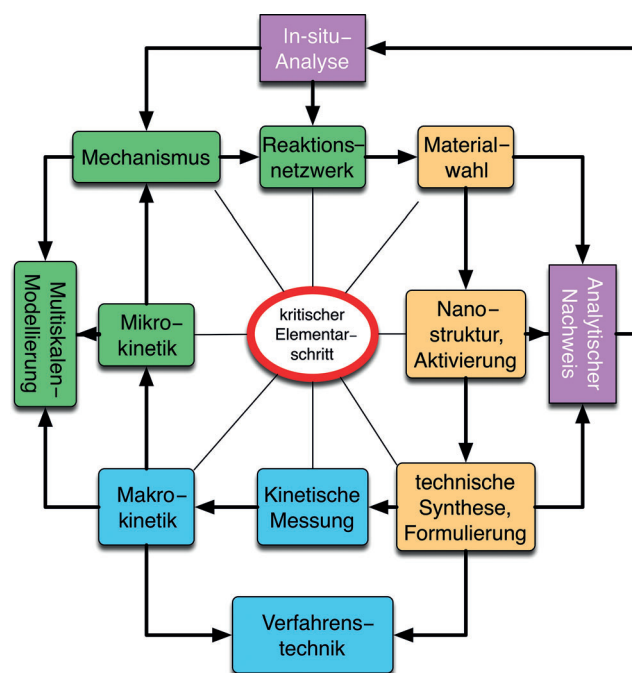 In-situ–
Analyse
Mechanismus
Reaktions–
netzwerk
Material–
wahl
Multiskalen–
Modellierung
Mikro–
kinetik
kritischer
Elementar–
schritt
Nano–
struktur,
Aktivierung
Analytischer
Nachweis
Makro–
kinetik
Kinetische
Messung
technische
Synthese,
Formulierung
Verfahrens–
technik